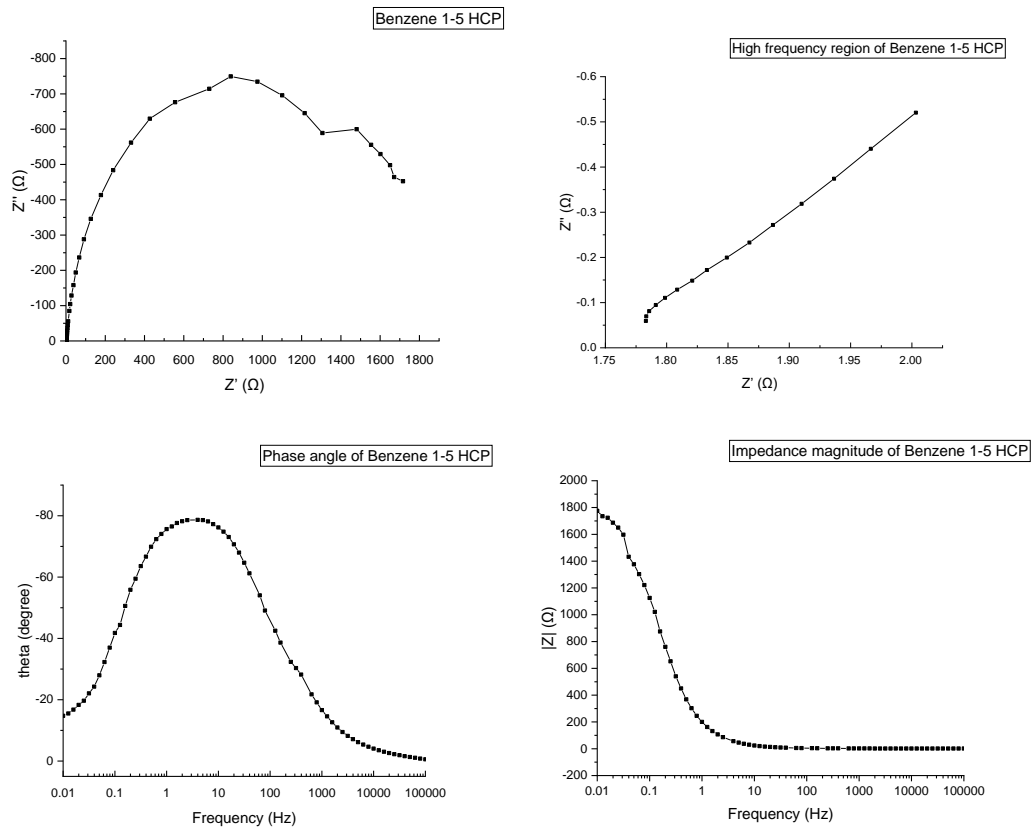 Benzene 1-5 HCP
-800
-700
-600
-500
-400
-300
-200
-100
0
Z'' (Ω)
0 200 400 600 800 1000 1200 1400 1600 1800
Z' (Ω)
High frequency region of Benzene 1-5 HCP
-0.6
-0.5
-0.4
-0.3
-0.2
-0.1
0.0
Z'' (Ω)
1.75 1.80 1.85 1.90 1.95 2.00
Z' (Ω)
Phase angle of Benzene 1-5 HCP
-80
-60
-40
-20
0
theta (degree)
0.01 0.1 1 10 100 1000 10000 100000
Frequency (Hz)
Impedance magnitude of Benzene 1-5 HCP
2000
1800
1600
1400
1200
1000
800
600
400
200
0
-200
|Z| (Ω)
0.01 0.1 1 10 100 1000 10000 100000
Frequency (Hz)